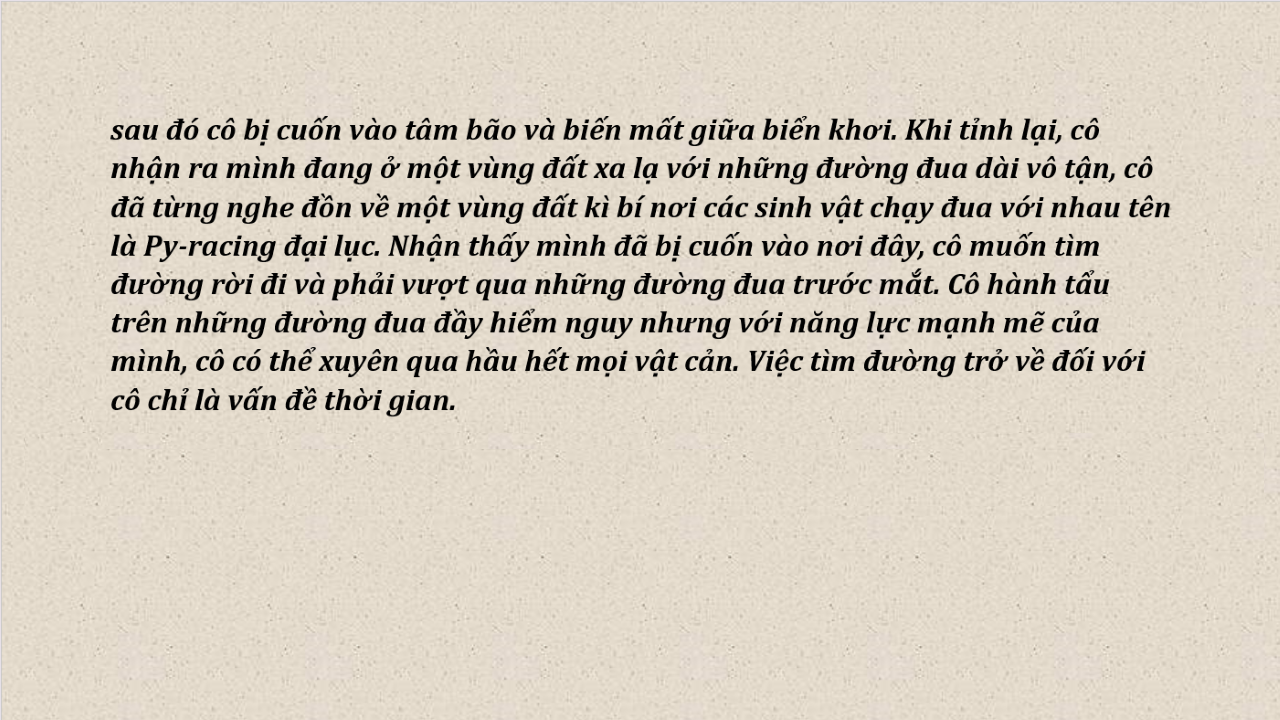 sau đó cô bị cuốn vào tâm bão và biến mất giữa biển khơi. Khi tỉnh lại, cô
nhận ra mình đang ở một vùng đất xa lạ với những đường đua dài vô tận, cô
đã từng nghe đồn về một vùng đất kì bí nơi các sinh vật chạy đua với nhau tên
là Py-racing đại lục. Nhận thấy mình đã bị cuốn vào nơi đây, cô muốn tìm
đường rời đi và phải vượt qua những đường đua trước mắt. Cô hành tẩu
trên những đường đua đầy hiểm nguy nhưng với năng lực mạnh mẽ của
mình, cô có thể xuyên qua hầu hết mọi vật cản. Việc tìm đường trở về đối với
cô chỉ là vấn đề thời gian.